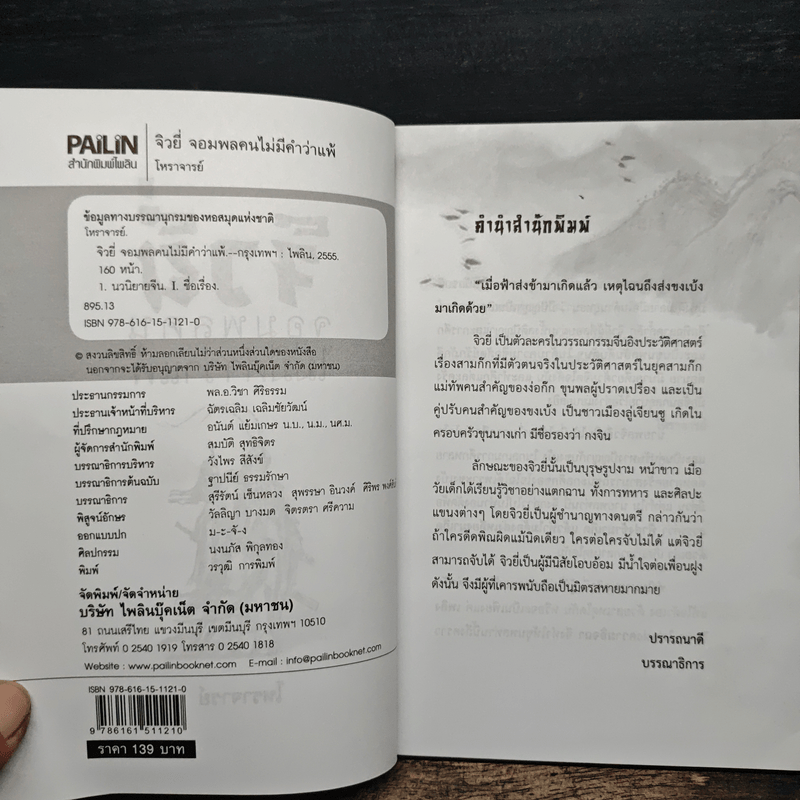 PAiLiN
สำนักพิมพ์ไพลิน
จิวยี่ จอมพลคนไม่มีคำว่าแพ้
โหราจารย์
ข้อมูลทางบรรณานุกรมของหอสมุดแห่งชาติ
โหราจารย์.
จิวยี่ จอมพลคนไม่มีคำว่าแพ้.--กรุงเทพฯ : ไพลิน, 2555.
160 หน้า.
1. นวนิยายจีน. I. ชื่อเรื่อง.
895.13
ISBN 978-616-15-1121-0
© สงวนลิขสิทธิ์ ห้ามลอกเลียนไม่ว่าส่วนหนึ่งส่วนใดของหนังสือ
นอกจากจะได้รับอนุญาตจาก บริษัท ไพลินบุ๊คเน็ต จำกัด (มหาชน)
ประธานกรรมการ พล.อ.วิชา ศิริธรรม
ประธานเจ้าหน้าที่บริหาร ฉัตรเฉลิม เฉลิมชัยวัฒน์
ที่ปรึกษากฎหมาย อนันต์ แย้มเกษร น.บ., น.ม., นศ.ม.
ผู้จัดการสำนักพิมพ์ สมบัติ สุทธิจิตร
บรรณาธิการบริหาร วังไพร สีสังข์
บรรณาธิการต้นฉบับ ฐาปนีย์ ธรรมรักษา
บรรณาธิการ สุรีรัตน์ เซ็นหลวง สุพรรษา อินวงค์ ศิริพร
พิสูจน์อักษร วัลลิญา บางมด จิตรตรา ศรีความ
ออกแบบปก ม-ะ-จั-ง
ศิลปกรรม นงนภัส พิกุลทอง
พิมพ์ วรวุฒิ การพิมพ์
จัดพิมพ์/จัดจำหน่าย
บริษัท ไพลินบุ๊คเน็ต จำกัด (มหาชน)
81 ถนนเสรีไทย แขวงมีนบุรี เขตมีนบุรี กรุงเทพฯ 10510
โทรศัพท์ 0 2540 1919 โทรสาร 0 2540 1818
Website : www.pailinbooknet.com E-mail : info@pailinbooknet.com
ISBN 978-616-15-1121-0
9 786161 511210
ราคา 139 บาท
คำนำสำนักพิมพ์
"เมื่อฟ้าส่งข้ามาเกิดแล้ว เหตุไฉนถึงส่งขงเบ้ง
มาเกิดด้วย"
จิวยี่ เป็นตัวละครในวรรณกรรมจีนอิงประวัติศาสตร์
เรื่องสามก๊กที่มีตัวตนจริงในประวัติศาสตร์ในยุคสามก๊ก
แม่ทัพคนสำคัญของง่อก๊ก ขุนพลผู้ปราดเปรื่อง และเป็น
คู่ปรับคนสำคัญของขงเบ้ง เป็นชาวเมืองลู่เจียนซู เกิดใน
ครอบครัวขุนนางเก่า มีชื่อรองว่า กงจิน
ลักษณะของจิวยี่นั้นเป็นบุรุษรูปงาม หน้าขาว เมื่อ
วัยเด็กได้เรียนรู้วิชาอย่างแตกฉาน ทั้งการทหาร และศิลปะ
แขนงต่างๆ โดยจิวยี่เป็นผู้ชำนาญทางดนตรี กล่าวกันว่า
ถ้าใครดีดพิณผิดแม้นิดเดียว ใครต่อใครจับไม่ได้ แต่จิวยี่
สามารถจับได้ จิวยี่เป็นผู้มีนิสัยโอบอ้อม มีน้ำใจต่อเพื่อนฝูง
ดังนั้น จึงมีผู้ที่เคารพนับถือเป็นมิตรสหายมากมาย
ปรารถนาดี
บรรณาธิการ